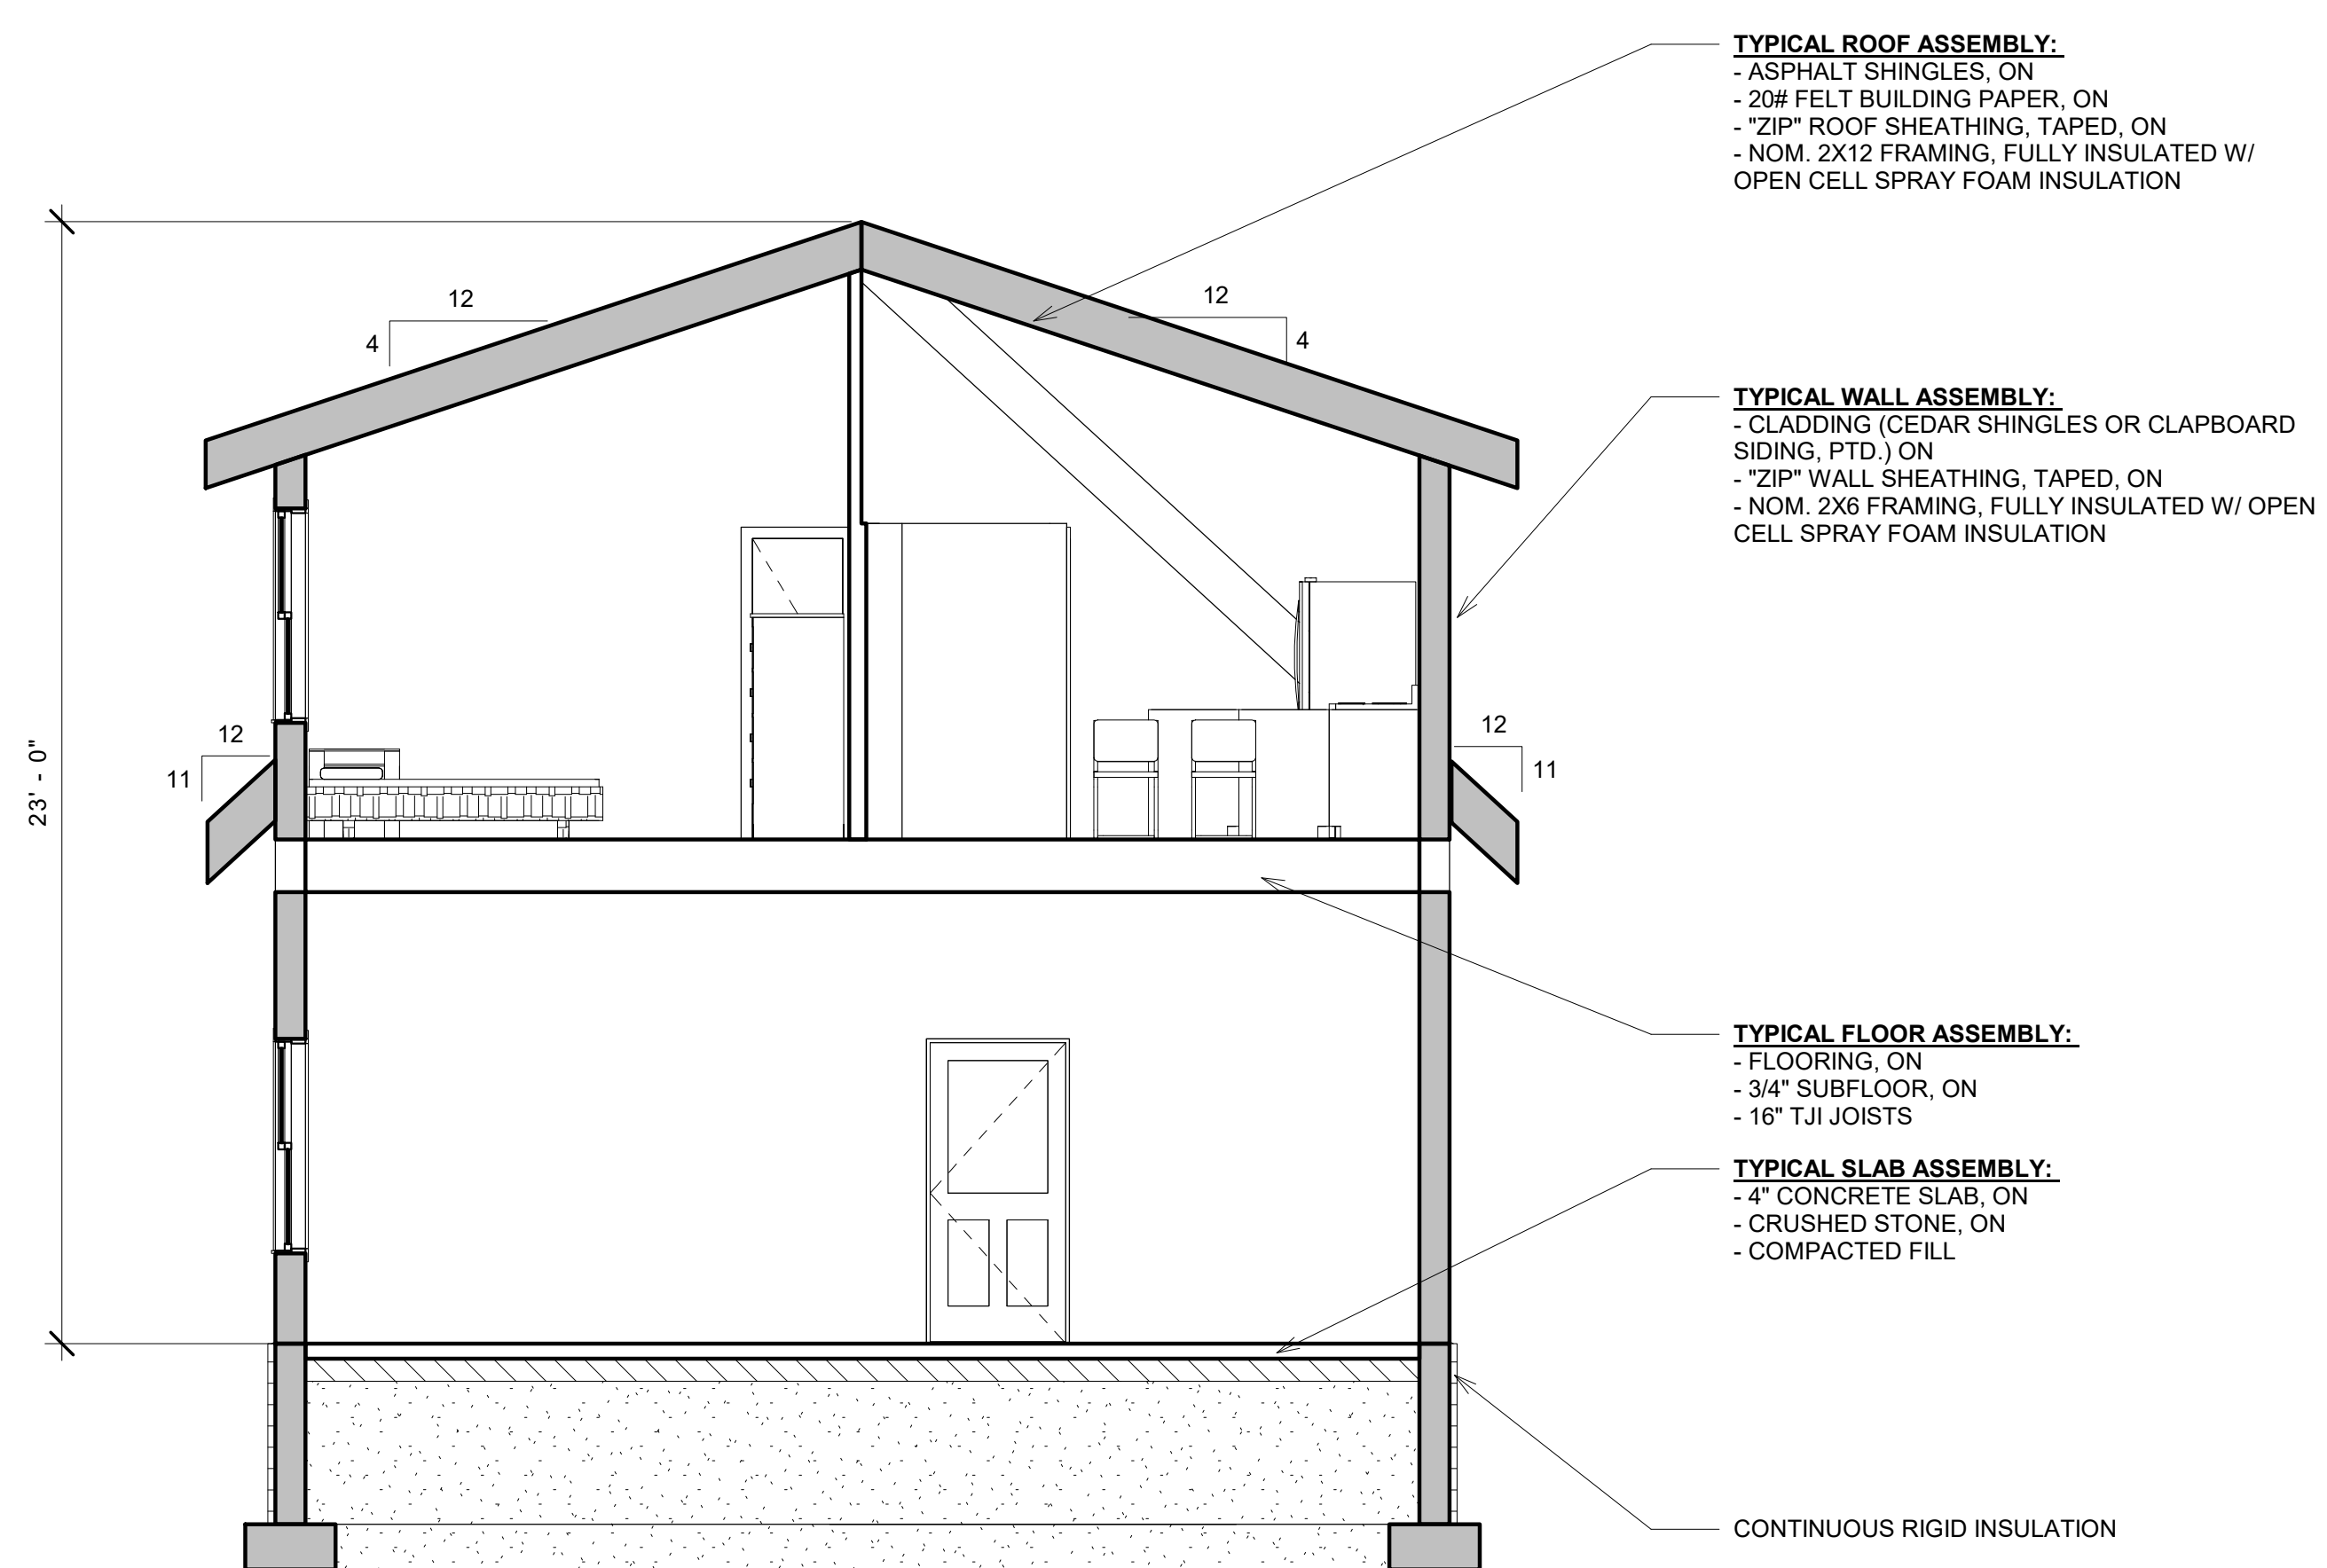 TYPICAL ROOF ASSEMBLY:
- ASPHALT SHINGLES, ON
- 20# FELT BUILDING PAPER, ON
- "ZIP" ROOF SHEATHING, TAPED, ON
- NOM. 2X12 FRAMING, FULLY INSULATED W/
OPEN CELL SPRAY FOAM INSULATION
12
4
12
4
TYPICAL WALL ASSEMBLY:
- CLADDING (CEDAR SHINGLES OR CLAPBOARD
SIDING, PTD.) ON
- "ZIP" WALL SHEATHING, TAPED, ON
- NOM. 2X6 FRAMING, FULLY INSULATED W/ OPEN
CELL SPRAY FOAM INSULATION
12
11
12
11
23' - 0"
TYPICAL FLOOR ASSEMBLY:
- FLOORING, ON
- 3/4" SUBFLOOR, ON
- 16" TJI JOISTS
TYPICAL SLAB ASSEMBLY:
- 4" CONCRETE SLAB, ON
- CRUSHED STONE, ON
- COMPACTED FILL
CONTINUOUS RIGID INSULATION